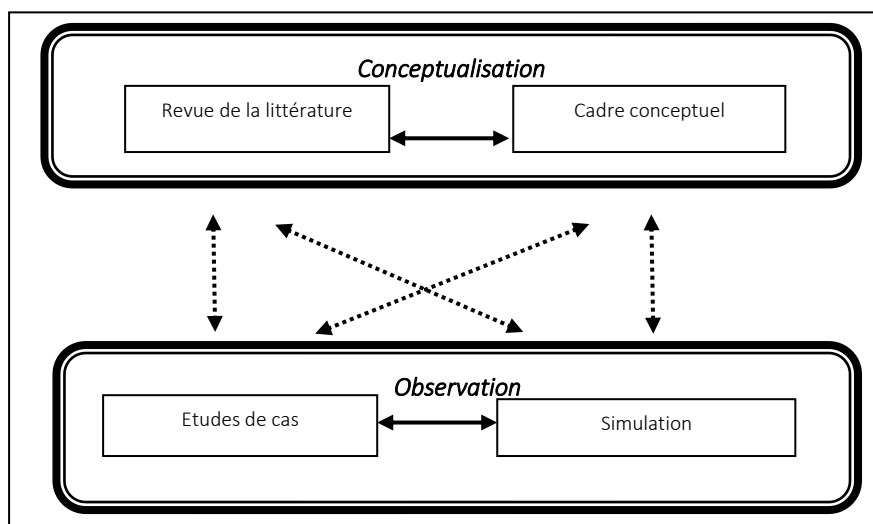 Conceptualisation
Revue de la littérature
Cadre conceptuel
Observation
Etudes de cas
Simulation